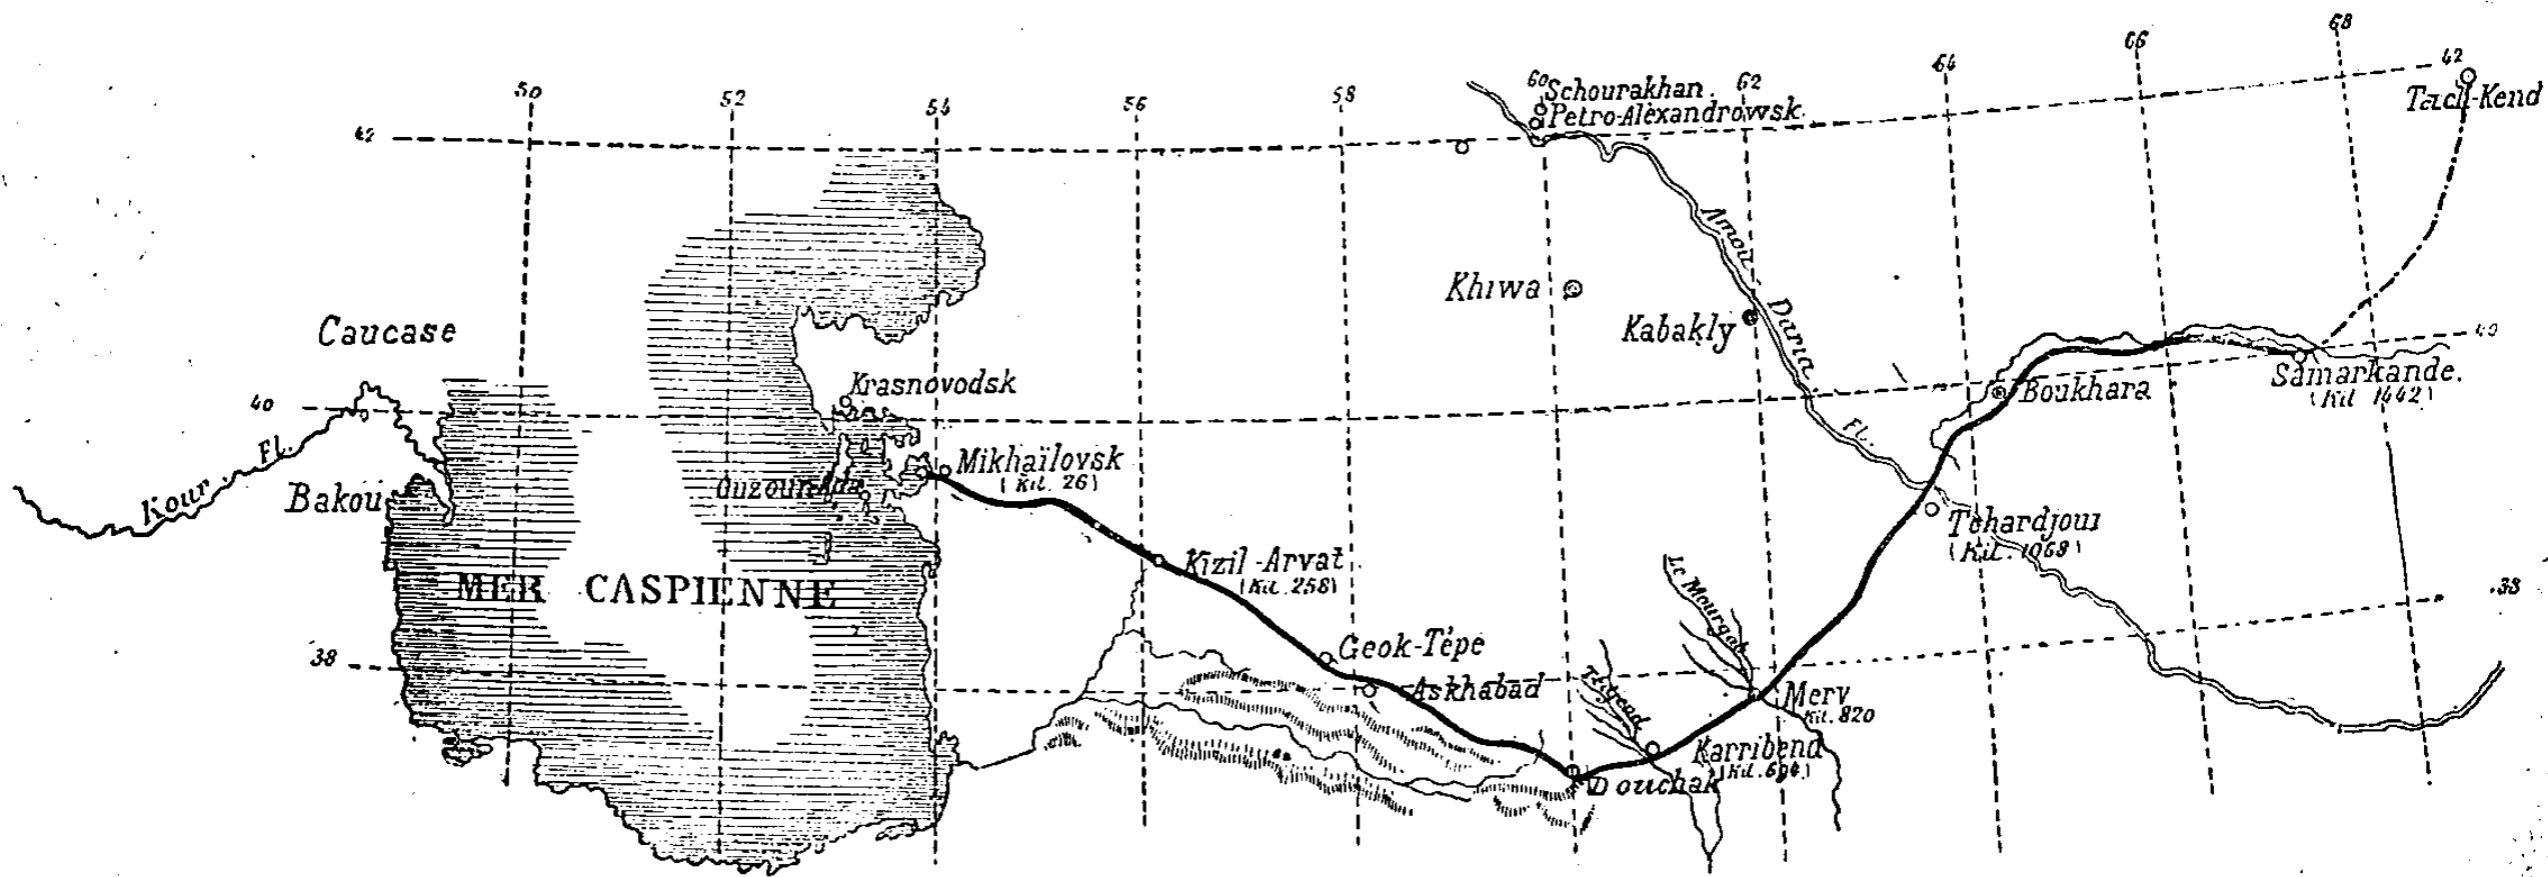 68
66
64
42
60
Schourakhan.
62
Tach-Kend
50
52
54
56
58
Petro-Alexandrowsk.
42
Amou
Khiwa
Daria
Kabakly
Caucase
40
Krasnovodsk
Samarkande.
(Kil 1442)
Boukhara
40
Fl.
Fl.
Mikhaïlovsk
(Kil. 26)
Kour
Bakou
Ouzoun-Ada
Tchardjoui
(Kil. 1068)
Kizil-Arvat
(Kil. 258)
MER CASPIENNE
38
Le Mourgab
38
Geok-Tépé
Askhabad
Tedjend
Merv
Kil. 820
Karribend
(Kil. 694)
Douchak